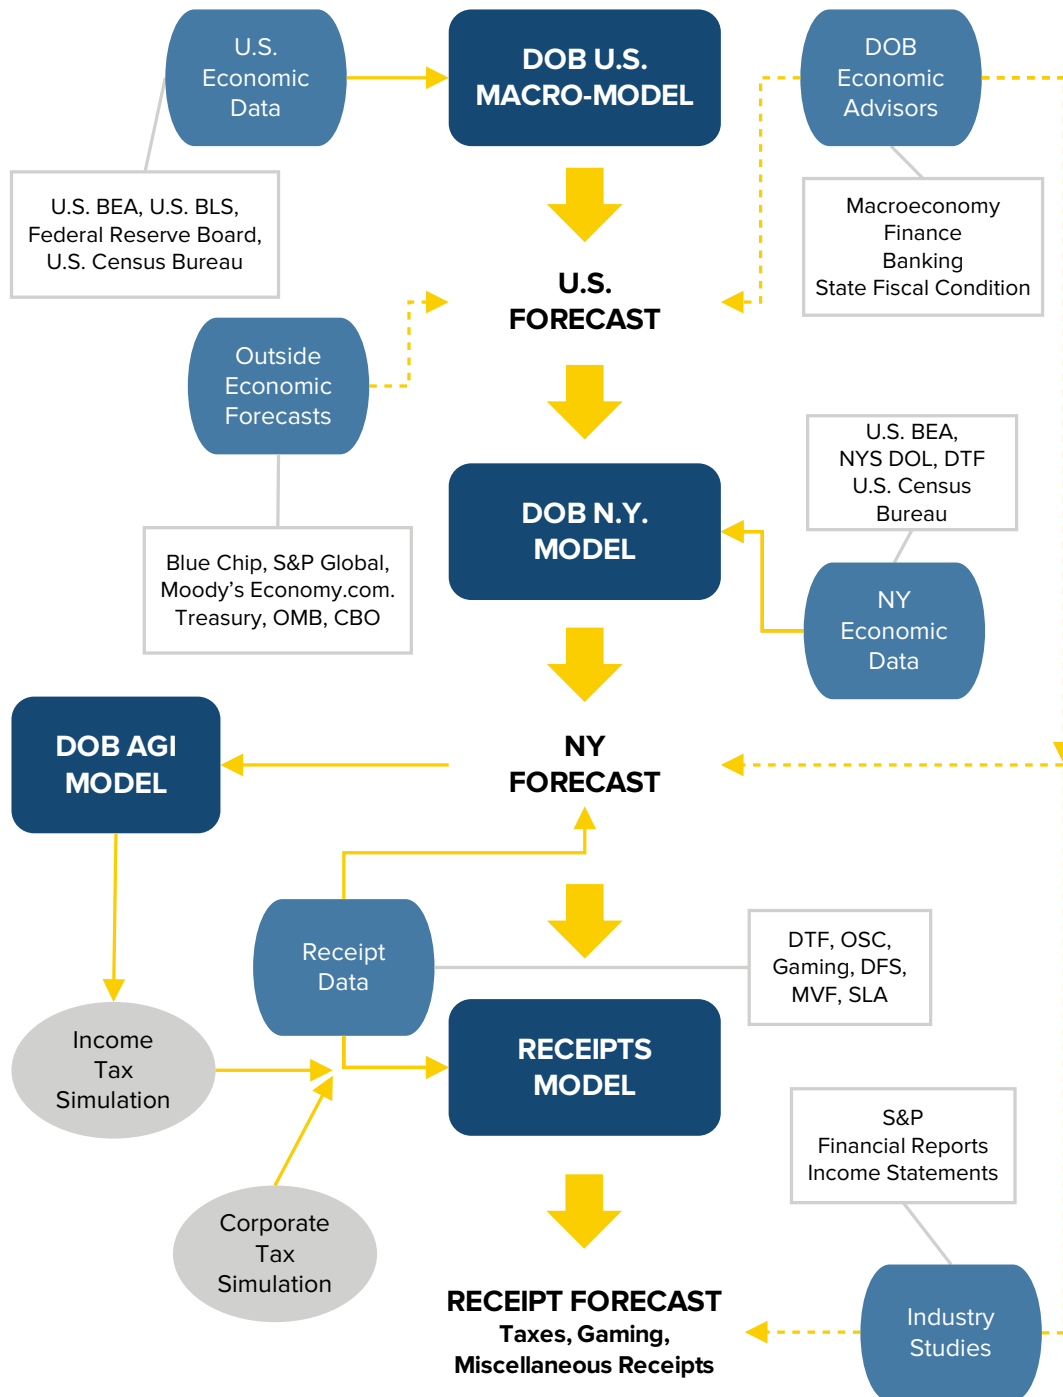 U.S.
Economic
Data
DOB U.S.
MACRO-MODEL
DOB
Economic
Advisors
U.S. BEA, U.S. BLS,
Federal Reserve Board,
U.S. Census Bureau
Macroeconomy
Finance
Banking
State Fiscal Condition
U.S.
FORECAST
Outside
Economic
Forecasts
U.S. BEA,
NYS DOL, DTF
U.S. Census
Bureau
DOB N.Y.
MODEL
Blue Chip, S&P Global,
Moody’s Economy.com.
Treasury, OMB, CBO
NY
Economic
Data
DOB AGI
MODEL
NY
FORECAST
Receipt
Data
DTF, OSC,
Gaming, DFS,
MVF, SLA
Income
Tax
Simulation
RECEIPTS
MODEL
S&P
Financial Reports
Income Statements
Corporate
Tax
Simulation
RECEIPT FORECAST
Taxes, Gaming,
Miscellaneous Receipts
Industry
Studies